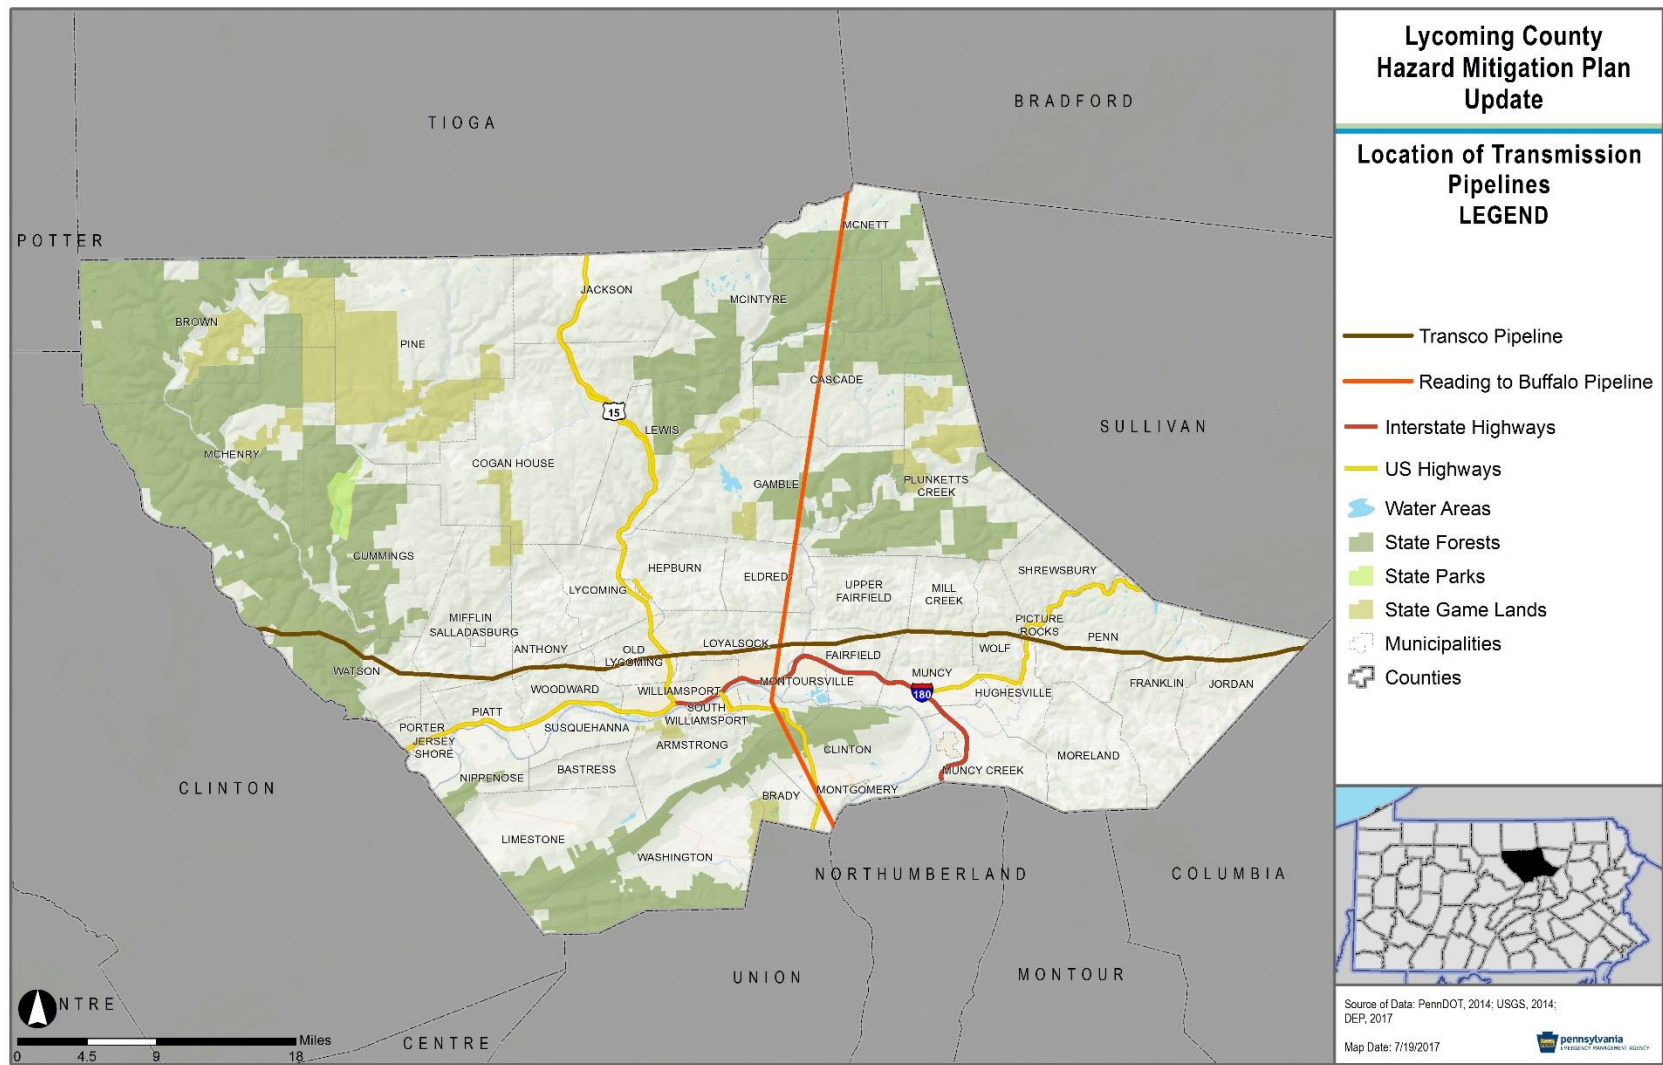 Lycoming County
Hazard Mitigation Plan
Update
Location of Transmission
Pipelines
LEGEND
Transco Pipeline
Reading to Buffalo Pipeline
Interstate Highways
US Highways
Water Areas
State Forests
State Parks
State Game Lands
Municipalities
Counties
Source of Data: PennDOT, 2014; USGS, 2014;
DEP, 2017
Map Date: 7/19/2017
pennsylvania
EMERGENCY MANAGEMENT AGENCY
BRADFORD
TIOGA
POTTER
SULLIVAN
CLINTON
NORTHUMBERLAND
COLUMBIA
UNION
MONTOUR
NTRE
CENTRE
MCNETT
JACKSON
MCINTYRE
BROWN
PINE
CASCADE
15
LEWIS
MCHENRY
COGAN HOUSE
GAMBLE
PLUNKETTS
CREEK
CUMMINGS
HEPBURN
ELDRED
SHREWSBURY
LYCOMING
UPPER
FAIRFIELD
MILL
CREEK
MIFFLIN
SALLADASBURG
PICTURE
ROCKS
PENN
ANTHONY
OLD
LYCOMING
LOYALSOCK
FAIRFIELD
WOLF
WATSON
MUNCY
WOODWARD
WILLIAMSPORT
MONTOURSVILLE
180
HUGHESVILLE
FRANKLIN
JORDAN
PIATT
SOUTH
WILLIAMSPORT
PORTER
JERSEY
SHORE
SUSQUEHANNA
ARMSTRONG
CLINTON
MORELAND
NIPPENOSE
BASTRESS
MUNCY CREEK
BRADY
MONTGOMERY
LIMESTONE
WASHINGTON
Miles
0 4.5 9 18